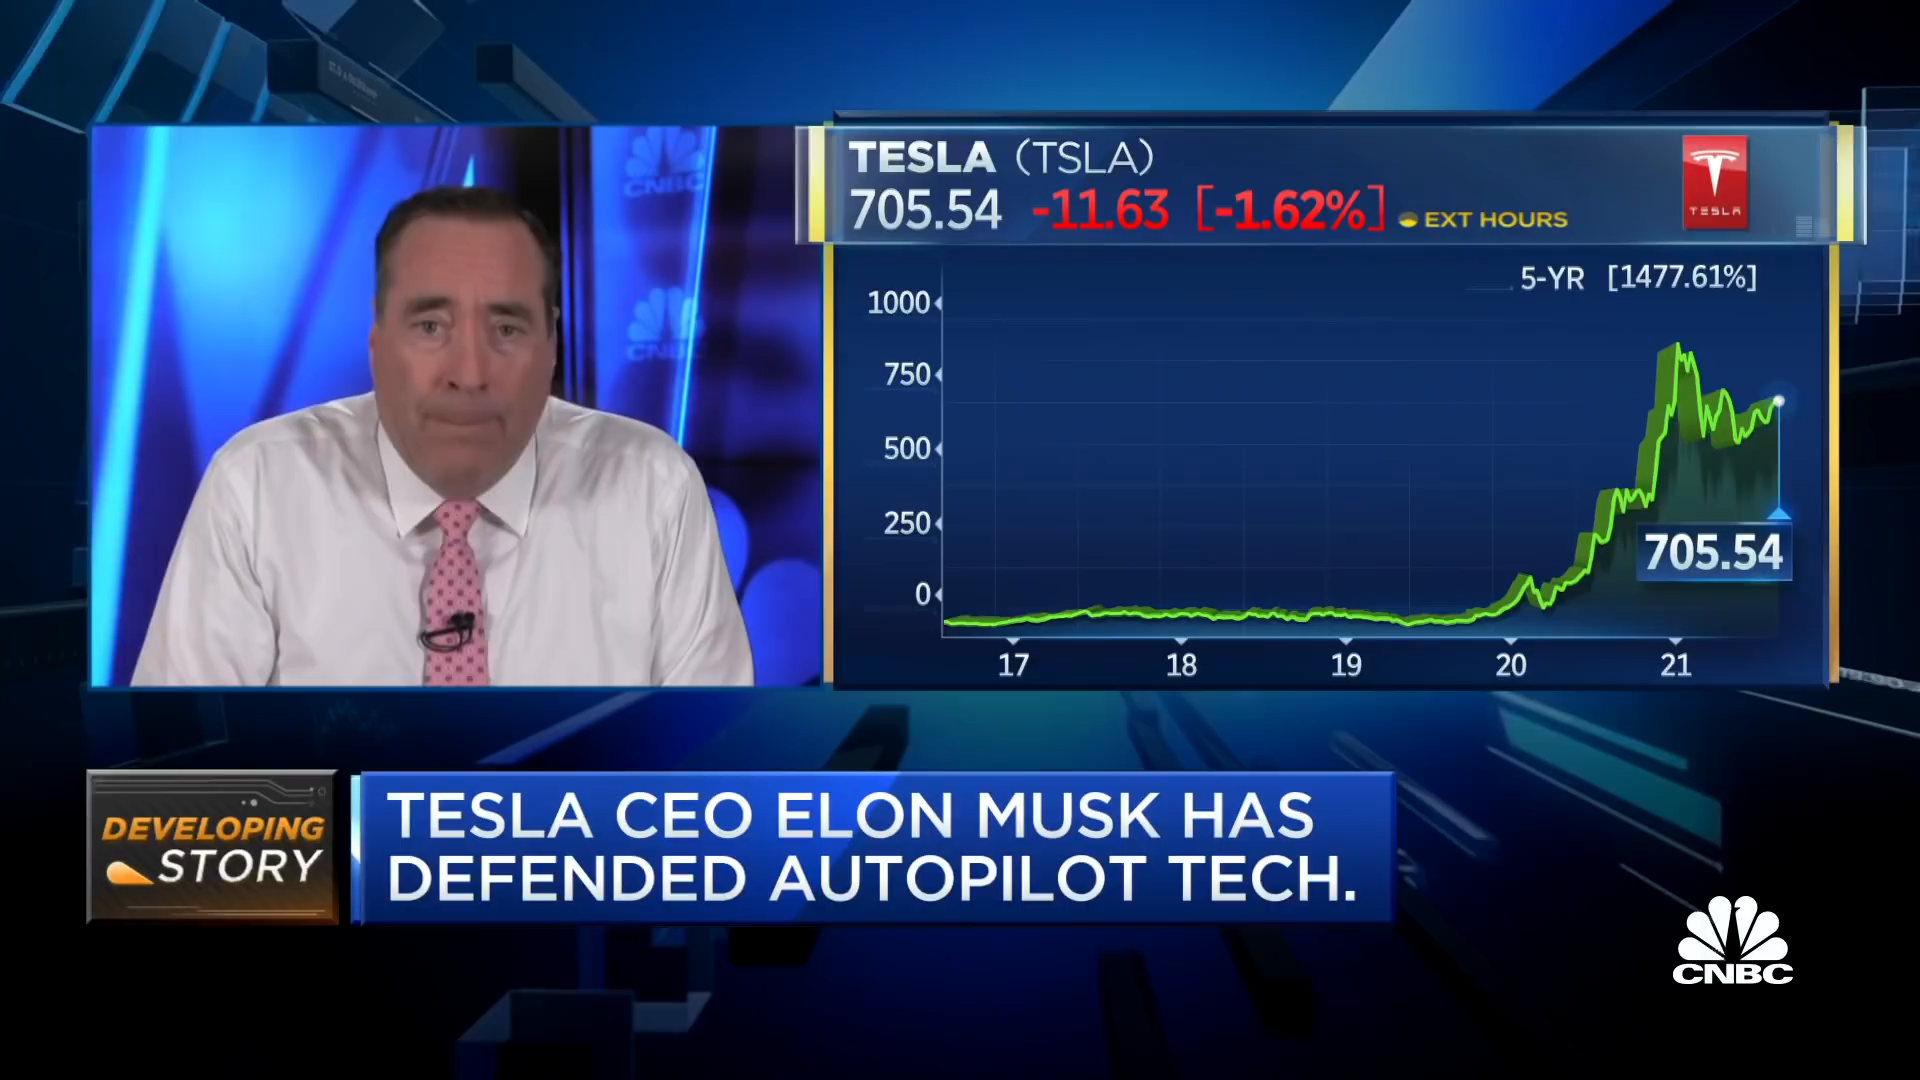 TESLA (TSLA)
705.54 -11.63 [-1.62%] EXT HOURS
TESLA
5-YR [1477.61%]
1000
750
500
250
0
705.54
17 18 19 20 21
CNBC
CNBC
DEVELOPING
STORY
TESLA CEO ELON MUSK HAS
DEFENDED AUTOPILOT TECH.
CNBC